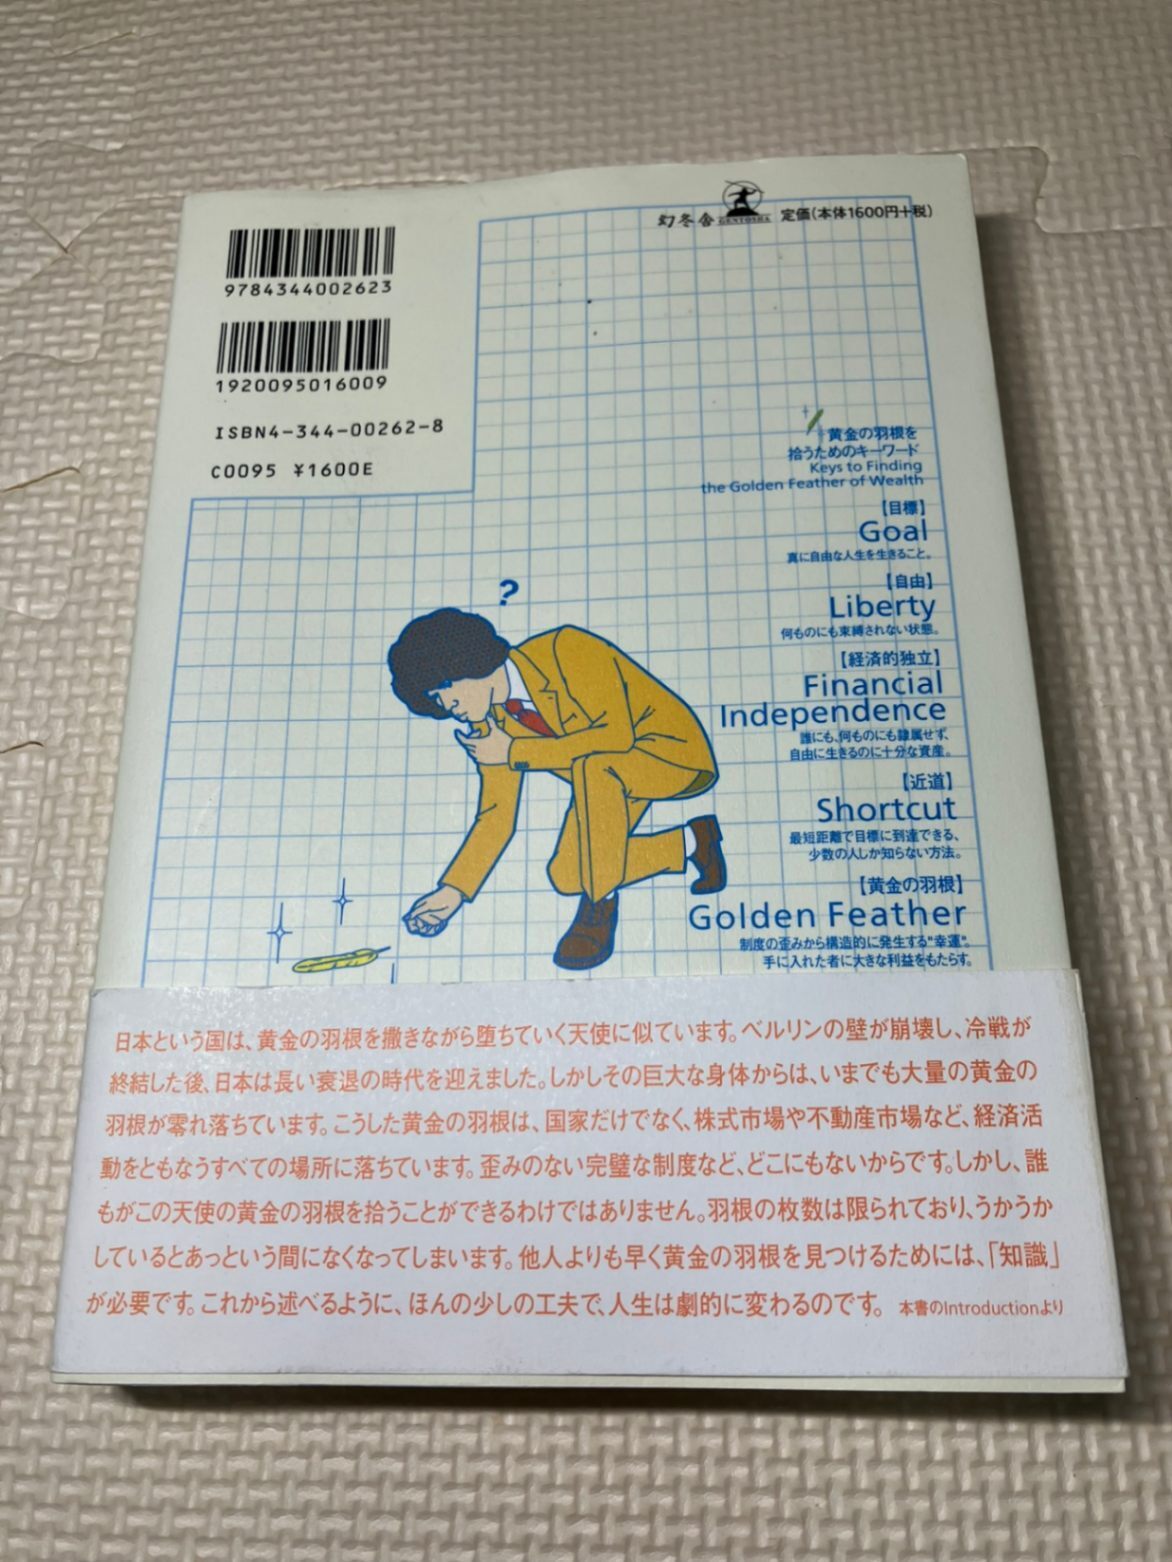 9784344002623
1920095016009
ISBN4-344-00262-8
C0095 ¥1600E
幻冬舎 GENTOSHA 定価(本体1600円+税)
黄金の羽根を
拾うためのキーワード
Keys to Finding
the Golden Feather of Wealth
【目標】
Goal
真に自由な人生を生きること。
【自由】
Liberty
何ものにも束縛されない状態。
【経済的独立】
Financial
Independence
誰にも、何ものにも隷属せず、
自由に生きるのに十分な資産。
【近道】
Shortcut
最短距離で目標に到達できる、
少数の人しか知らない方法。
【黄金の羽根】
Golden Feather
制度の歪みから構造的に発生する“幸運”。
手に入れた者に大きな利益をもたらす。
?
日本という国は、黄金の羽根を撒きながら堕ちていく天使に似ています。ベルリンの壁が崩壊し、冷戦が
終結した後、日本は長い衰退の時代を迎えました。しかしその巨大な身体からは、いまでも大量の黄金の
羽根が零れ落ちています。こうした黄金の羽根は、国家だけでなく、株式市場や不動産市場など、経済活
動をともなうすべての場所に落ちています。歪みのない完璧な制度など、どこにもないからです。しかし、誰
もがこの天使の黄金の羽根を拾うことができるわけではありません。羽根の枚数は限られており、うかうか
しているとあっという間になくなってしまいます。他人よりも早く黄金の羽根を見つけるためには、「知識」
が必要です。これから述べるように、ほんの少しの工夫で、人生は劇的に変わるのです。 本書のIntroductionより